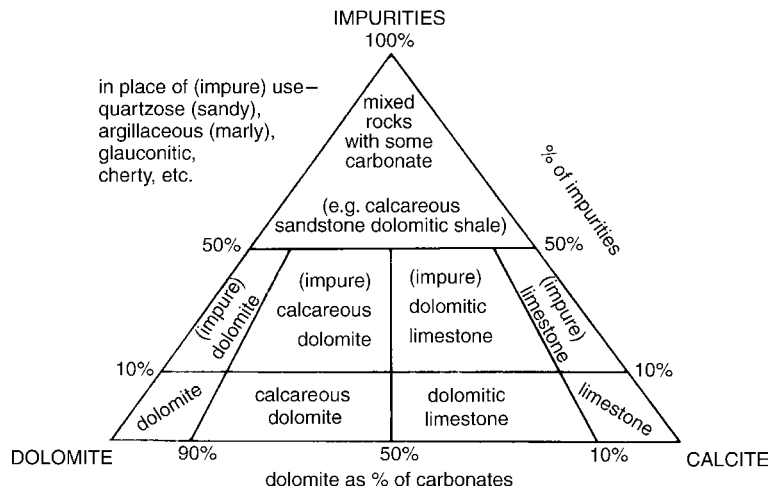 IMPURITIES
100%
in place of (impure) use–
quartzose (sandy),
argillaceous (marly),
glauconitic,
cherty, etc.
mixed
rocks
with some
carbonate
(e.g. calcareous
sandstone dolomitic shale)
% of impurities
50%
50%
(impure)
dolomite
(impure)
calcareous
dolomite
(impure)
dolomitic
limestone
(impure)
limestone
10%
10%
dolomite
calcareous
dolomite
dolomitic
limestone
limestone
DOLOMITE
90%
50%
10%
CALCITE
dolomite as % of carbonates